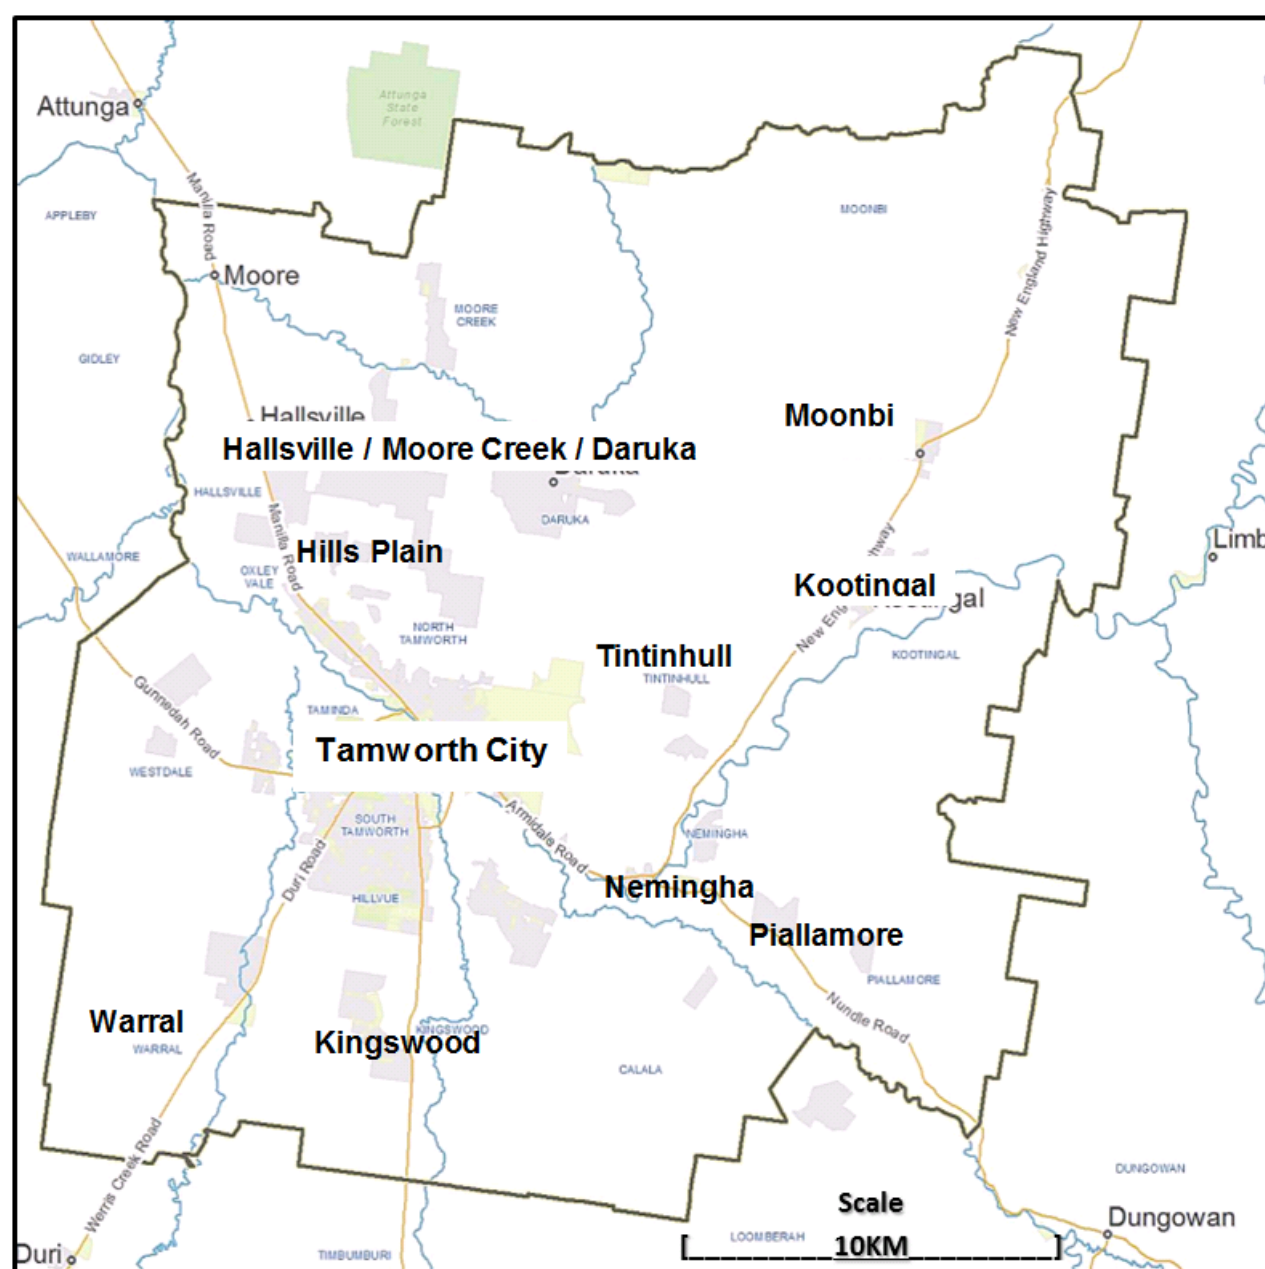 Attunga
State
Forest
Attunga
APPLEBY
Manilla Road
MOONBI
New England Highway
Moore
MOORE
CREEK
GIDLEY
Hallsville
Moonbi
Hallsville / Moore Creek / Daruka
HALLSVILLE
DARUKA
Manilla Road
Hills Plain
WALLAMORE
OXLEY
VALE
Kootingal
NORTH
TAMWORTH
New Eng
Tintinhull
TINTINHULL
KOOTINGAL
Gunnedah Road
TAMINDA
Tamworth City
WESTDALE
SOUTH
TAMWORTH
Armidale Road
NEMINGHA
Duri Road
HILLVUE
Nemingha
Piallamore
PIALLAMORE
Nundle Road
Warral
WARRAL
KINGSWOOD
Kingswood
CALALA
Werris Creek Road
DUNGOWAN
Scale
Dungowan
LOOMBERAH
10KM
Duri
TIMBUMBURI